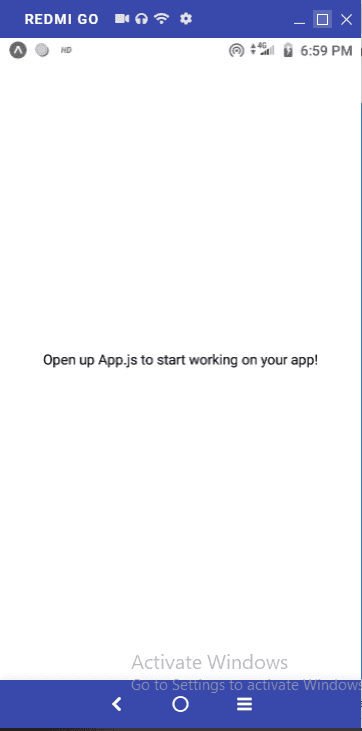 REDMI GO
HD
4G
6:59 PM
Open up App.js to start working on your app!
Activate Windows
Go to Settings to activate Windows